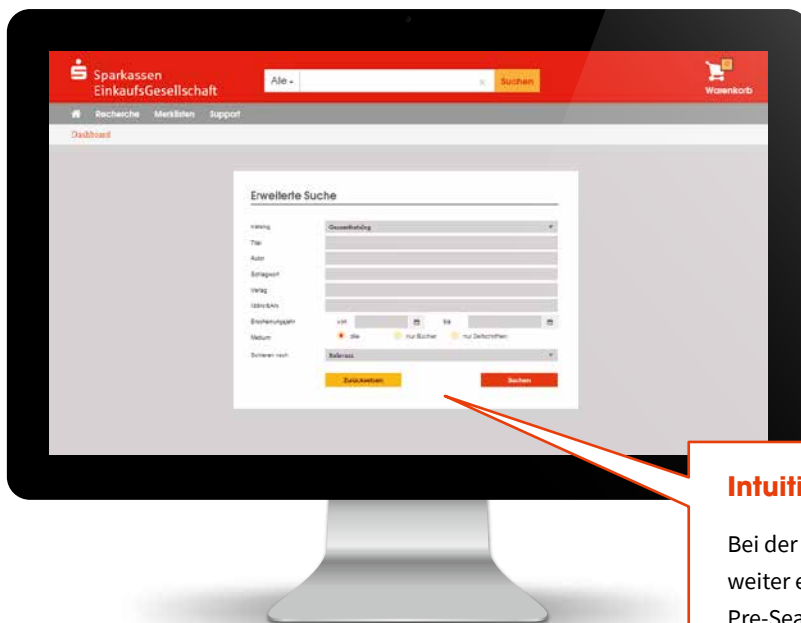 Sparkassen
EinkaufsGesellschaft
Alle
Suchen
Warenkorb
Recherche Merklisten Support
Dashboard
Erweiterte Suche
Katalog Gesamtkatalog
Titel
Autor
Schlagwort
Verlag
ISBN/EAN
Erscheinungsjahr von bis
Medium alle nur Bücher nur Zeitschriften
Sortieren nach Relevanz
Zurücksetzen Suchen
Intuiti
Bei der
weiter e
Pre-Sea